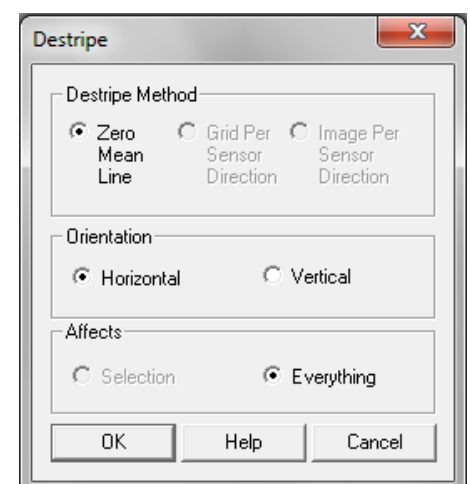 Destripe
Destripe Method
Zero Mean Line
Grid Per Sensor Direction
Image Per Sensor Direction
Orientation
Horizontal
Vertical
Affects
Selection
Everything
OK
Help
Cancel